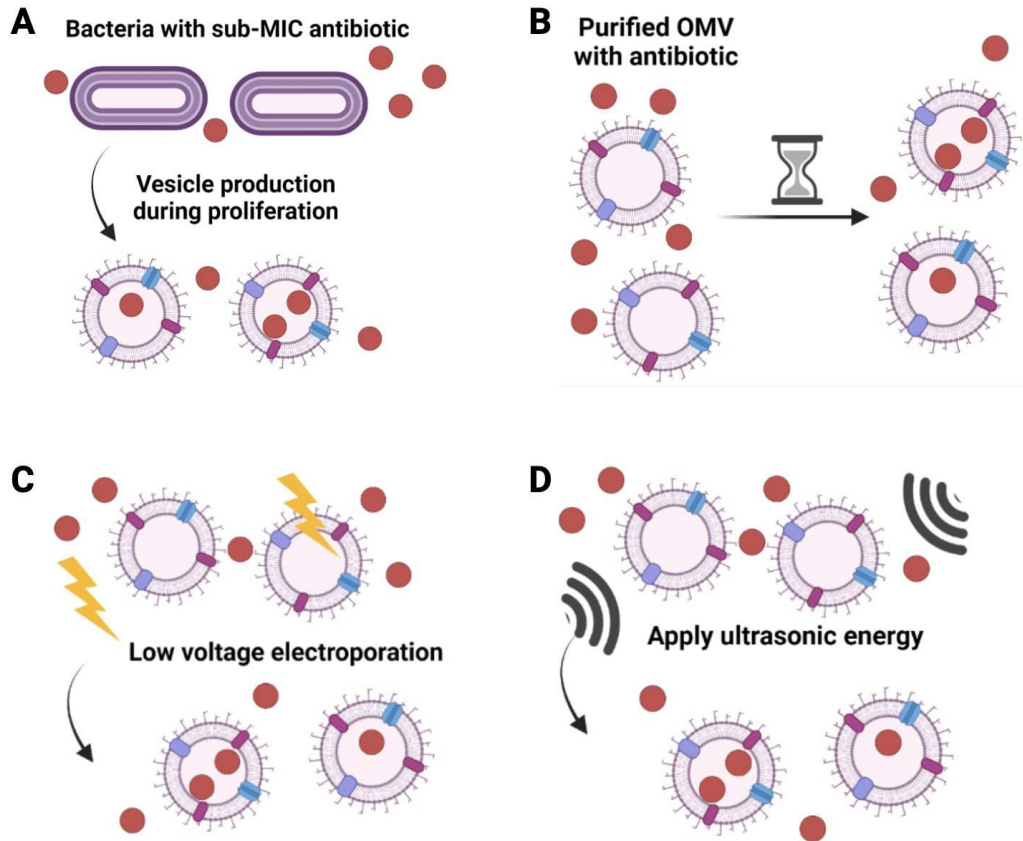 A
Bacteria with sub-MIC antibiotic
Vesicle production
during proliferation
B
Purified OMV
with antibiotic
C
Low voltage electroporation
D
Apply ultrasonic energy